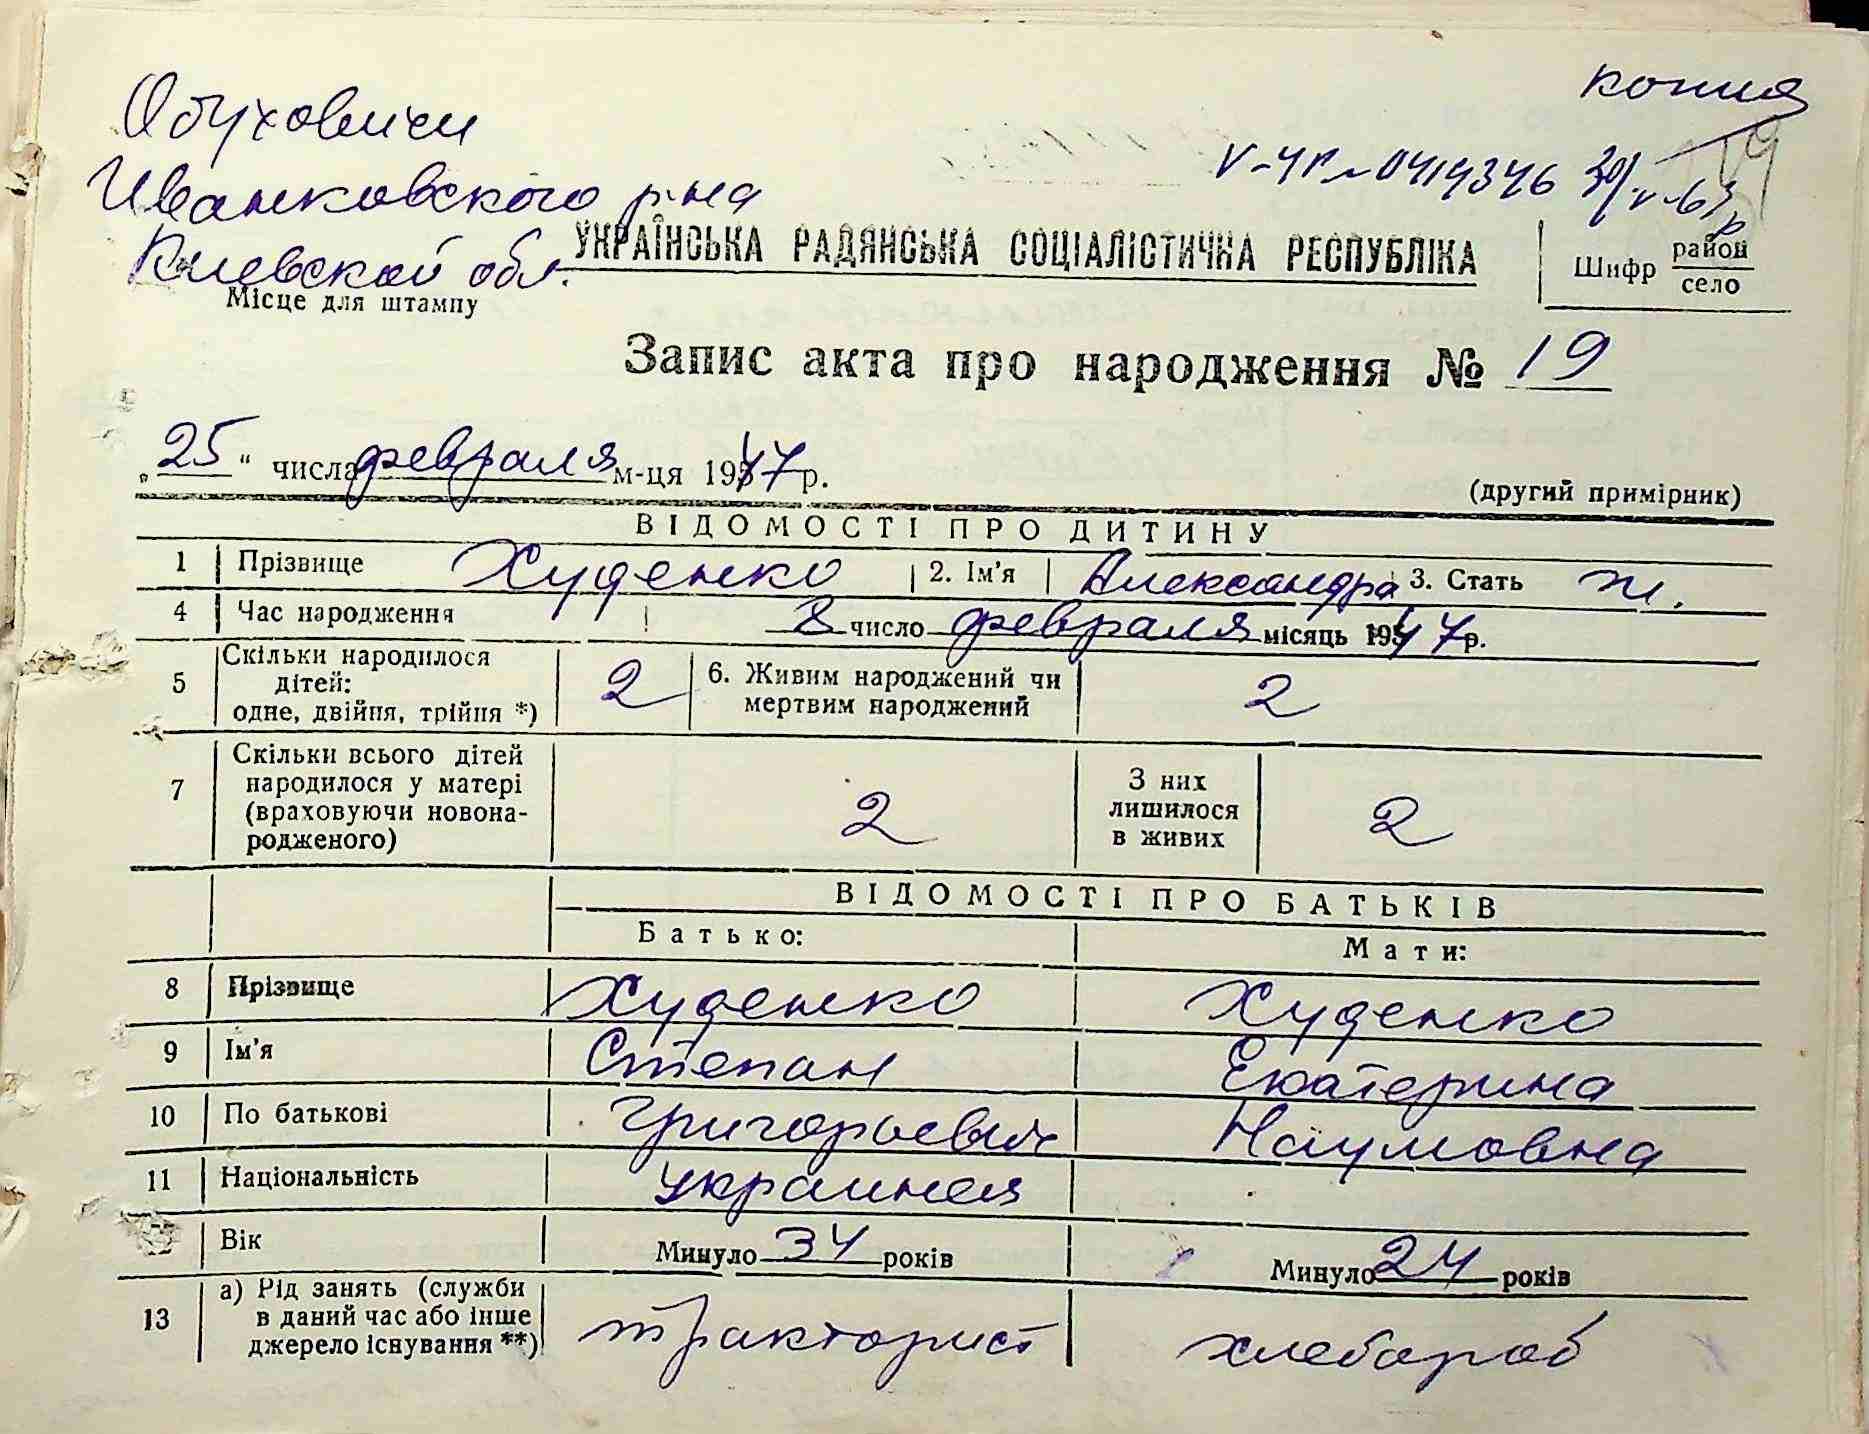 копия
Обуховичи
Иванковского р-на
Киевской обл.
V-ЧП № 0419346 30/V-63 р
19
УКРАЇНСЬКА РАДЯНСЬКА СОЦІАЛІСТИЧНА РЕСПУБЛІКА
Шифр район
село
Місце для штампу
Запис акта про народження № 19
„25“ числа февраля м-ця 1947 р.
(другий примірник)
ВІДОМОСТІ ПРО ДИТИНУ
1 Прізвище Худенко 2. Ім'я Александра 3. Стать ж.
4 Час народження 8 число февраля місяць 1947 р.
5 Скільки народилося дітей: одне, двійня, трійня *) 2 6. Живим народжений чи мертвим народжений 2
7 Скільки всього дітей народилося у матері (враховуючи новонародженого) 2 З них лишилося в живих 2
ВІДОМОСТІ ПРО БАТЬКІВ
Батько: Мати:
8 Прізвище Худенко Худенко
9 Ім'я Степан Екатерина
10 По батькові Григорьевич Наумовна
11 Національність украинец
Вік Минуло 34 років Минуло 24 років
13 а) Рід занять (служби в даний час або інше джерело існування **) тракторист хлебороб